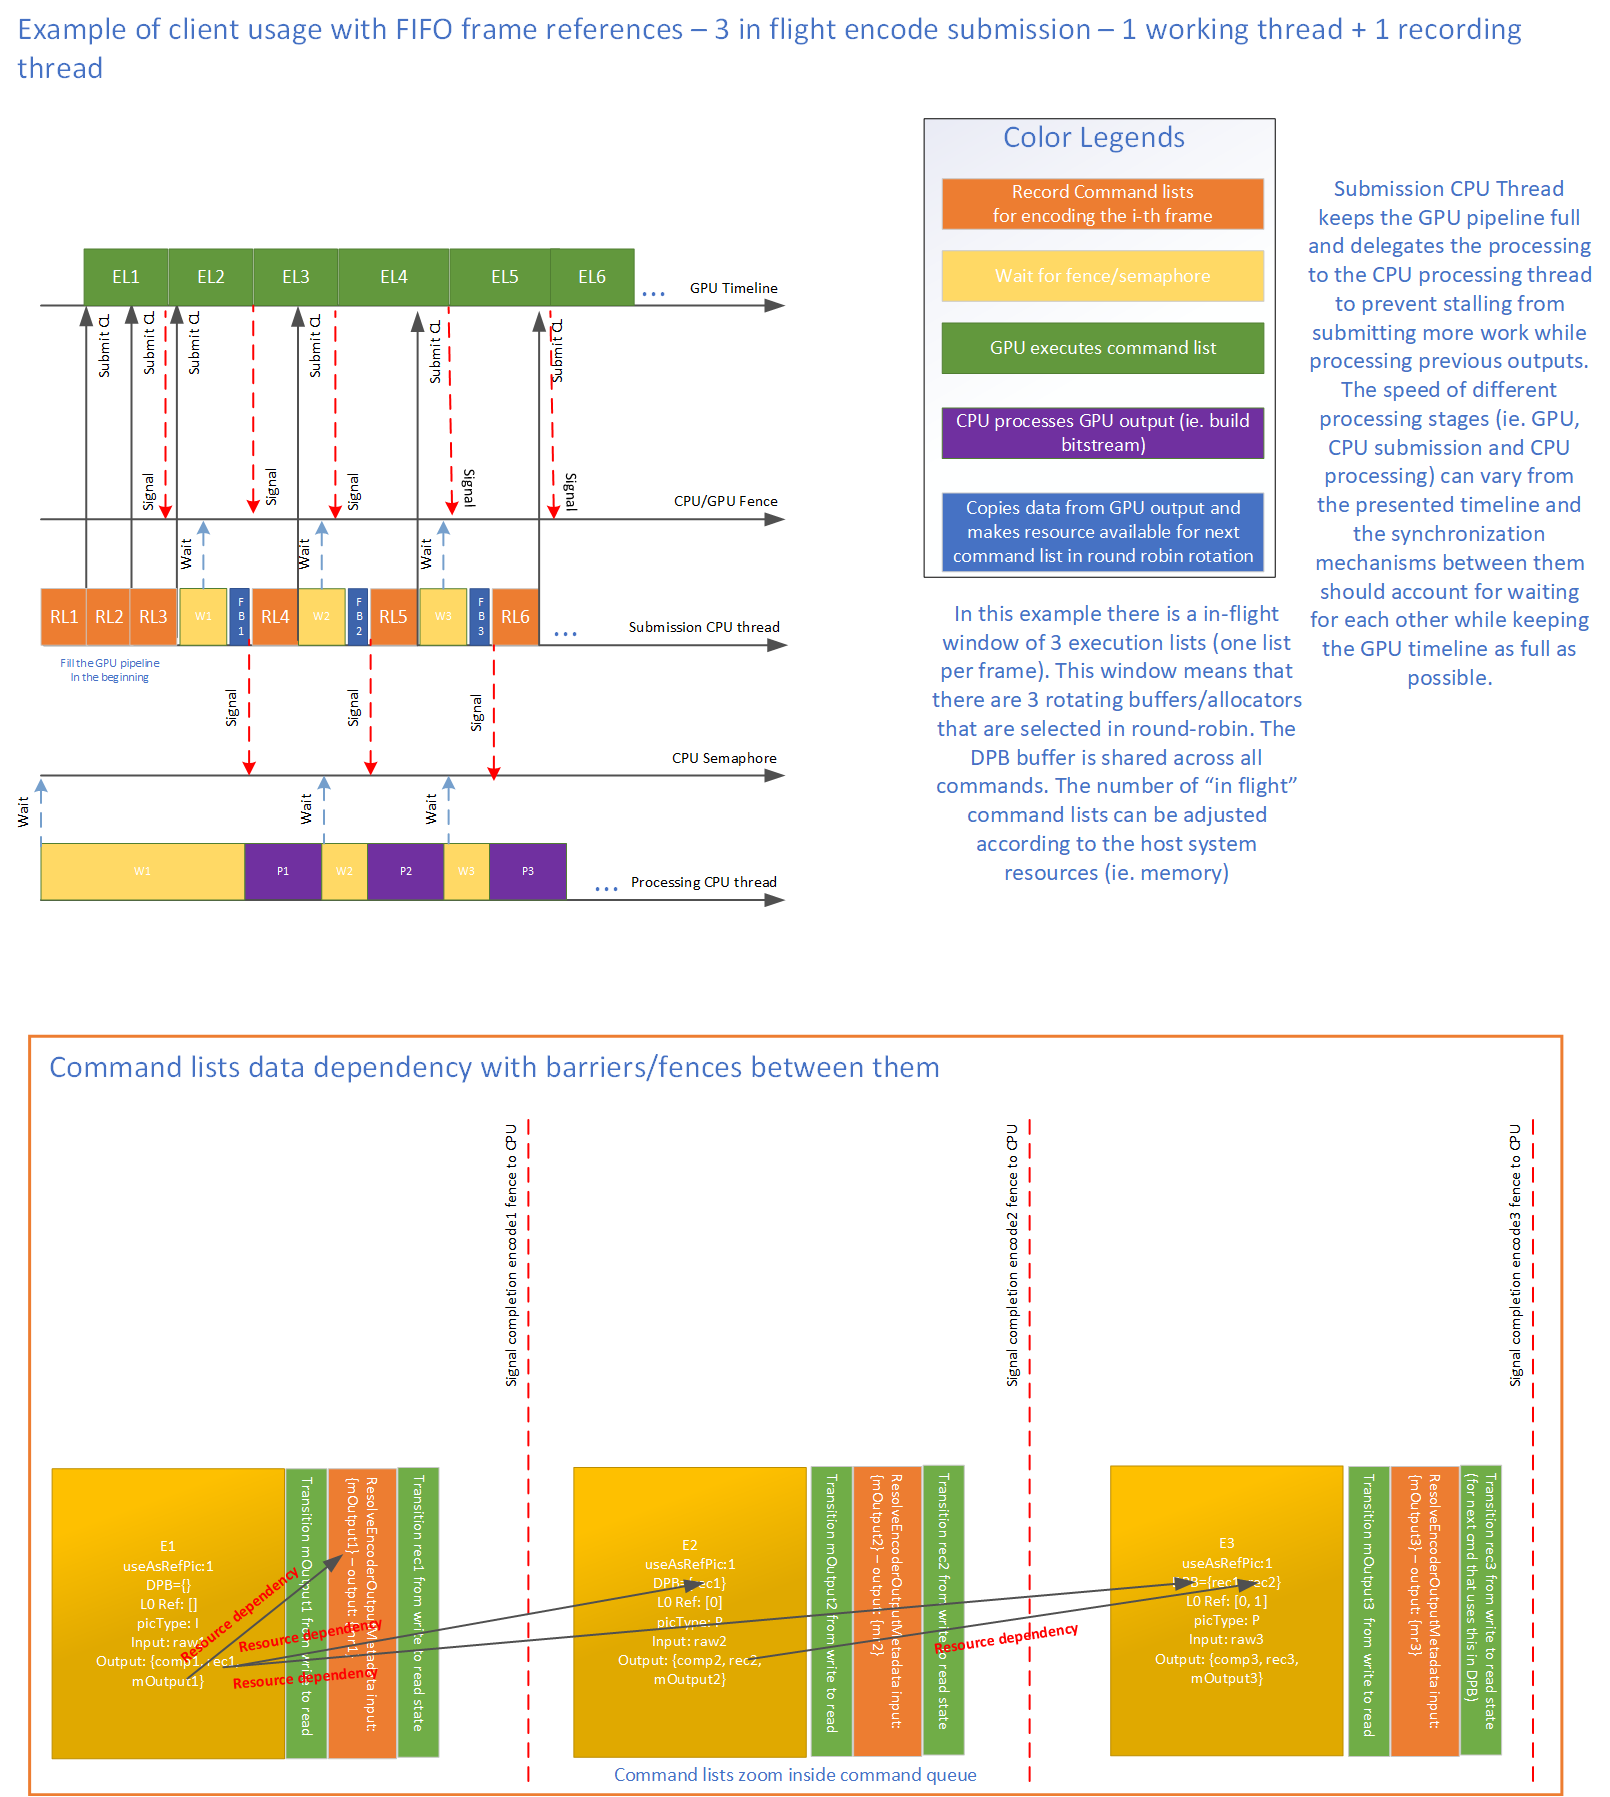 Example of client usage with FIFO frame references – 3 in flight encode submission – 1 working thread + 1 recording
thread
Color Legends
Record Command lists
for encoding the i-th frame
Wait for fence/semaphore
GPU executes command list
CPU processes GPU output (ie. build
bitstream)
Copies data from GPU output and
makes resource available for next
command list in round robin rotation
Submission CPU Thread
keeps the GPU pipeline full
and delegates the processing
to the CPU processing thread
to prevent stalling from
submitting more work while
processing previous outputs.
The speed of different
processing stages (ie. GPU,
CPU submission and CPU
processing) can vary from
the presented timeline and
the synchronization
mechanisms between them
should account for waiting
for each other while keeping
the GPU timeline as full as
possible.
In this example there is a in-flight
window of 3 execution lists (one list
per frame). This window means that
there are 3 rotating buffers/allocators
that are selected in round-robin. The
DPB buffer is shared across all
commands. The number of “in flight”
command lists can be adjusted
according to the host system
resources (ie. memory)
EL1 EL2 EL3 EL4 EL5 EL6
...
GPU Timeline
Submit CL
Submit CL
Submit CL
Submit CL
Submit CL
Submit CL
Signal
Signal
Signal
Signal
Signal
CPU/GPU Fence
Wait
Wait
Wait
RL1 RL2 RL3 W1 FB1 RL4 W2 FB2 RL5 W3 FB3 RL6
...
Submission CPU thread
Fill the GPU pipeline
In the beginning
Signal
Signal
Signal
CPU Semaphore
Wait
Wait
Wait
W1 P1 W2 P2 W3 P3
...
Processing CPU thread
Command lists data dependency with barriers/fences between them
Signal completion encode1 fence to CPU
Signal completion encode2 fence to CPU
Signal completion encode3 fence to CPU
E1
useAsRefPic:1
DPB={}
L0 Ref: []
picType: I
Input: raw1
Output: {comp1, rec1,
mOutput1}
Transition mOutput1 from write to read
ResolveEncoderOutputMetadata input:
{mOutput1} – output: {mr1}
Transition rec1 from write to read state
Resource dependency
Resource dependency
Resource dependency
E2
useAsRefPic:1
DPB={rec1}
L0 Ref: [0]
picType: P
Input: raw2
Output: {comp2, rec2,
mOutput2}
Transition mOutput2 from write to read
ResolveEncoderOutputMetadata input:
{mOutput2} – output: {mr2}
Transition rec2 from write to read state
Resource dependency
E3
useAsRefPic:1
DPB={rec1, rec2}
L0 Ref: [0, 1]
picType: P
Input: raw3
Output: {comp3, rec3,
mOutput3}
Transition mOutput3 from write to read
ResolveEncoderOutputMetadata input:
{mOutput3} – output: {mr3}
Transition rec3 from write to read state
(for next cmd that uses this in DPB}
Command lists zoom inside command queue